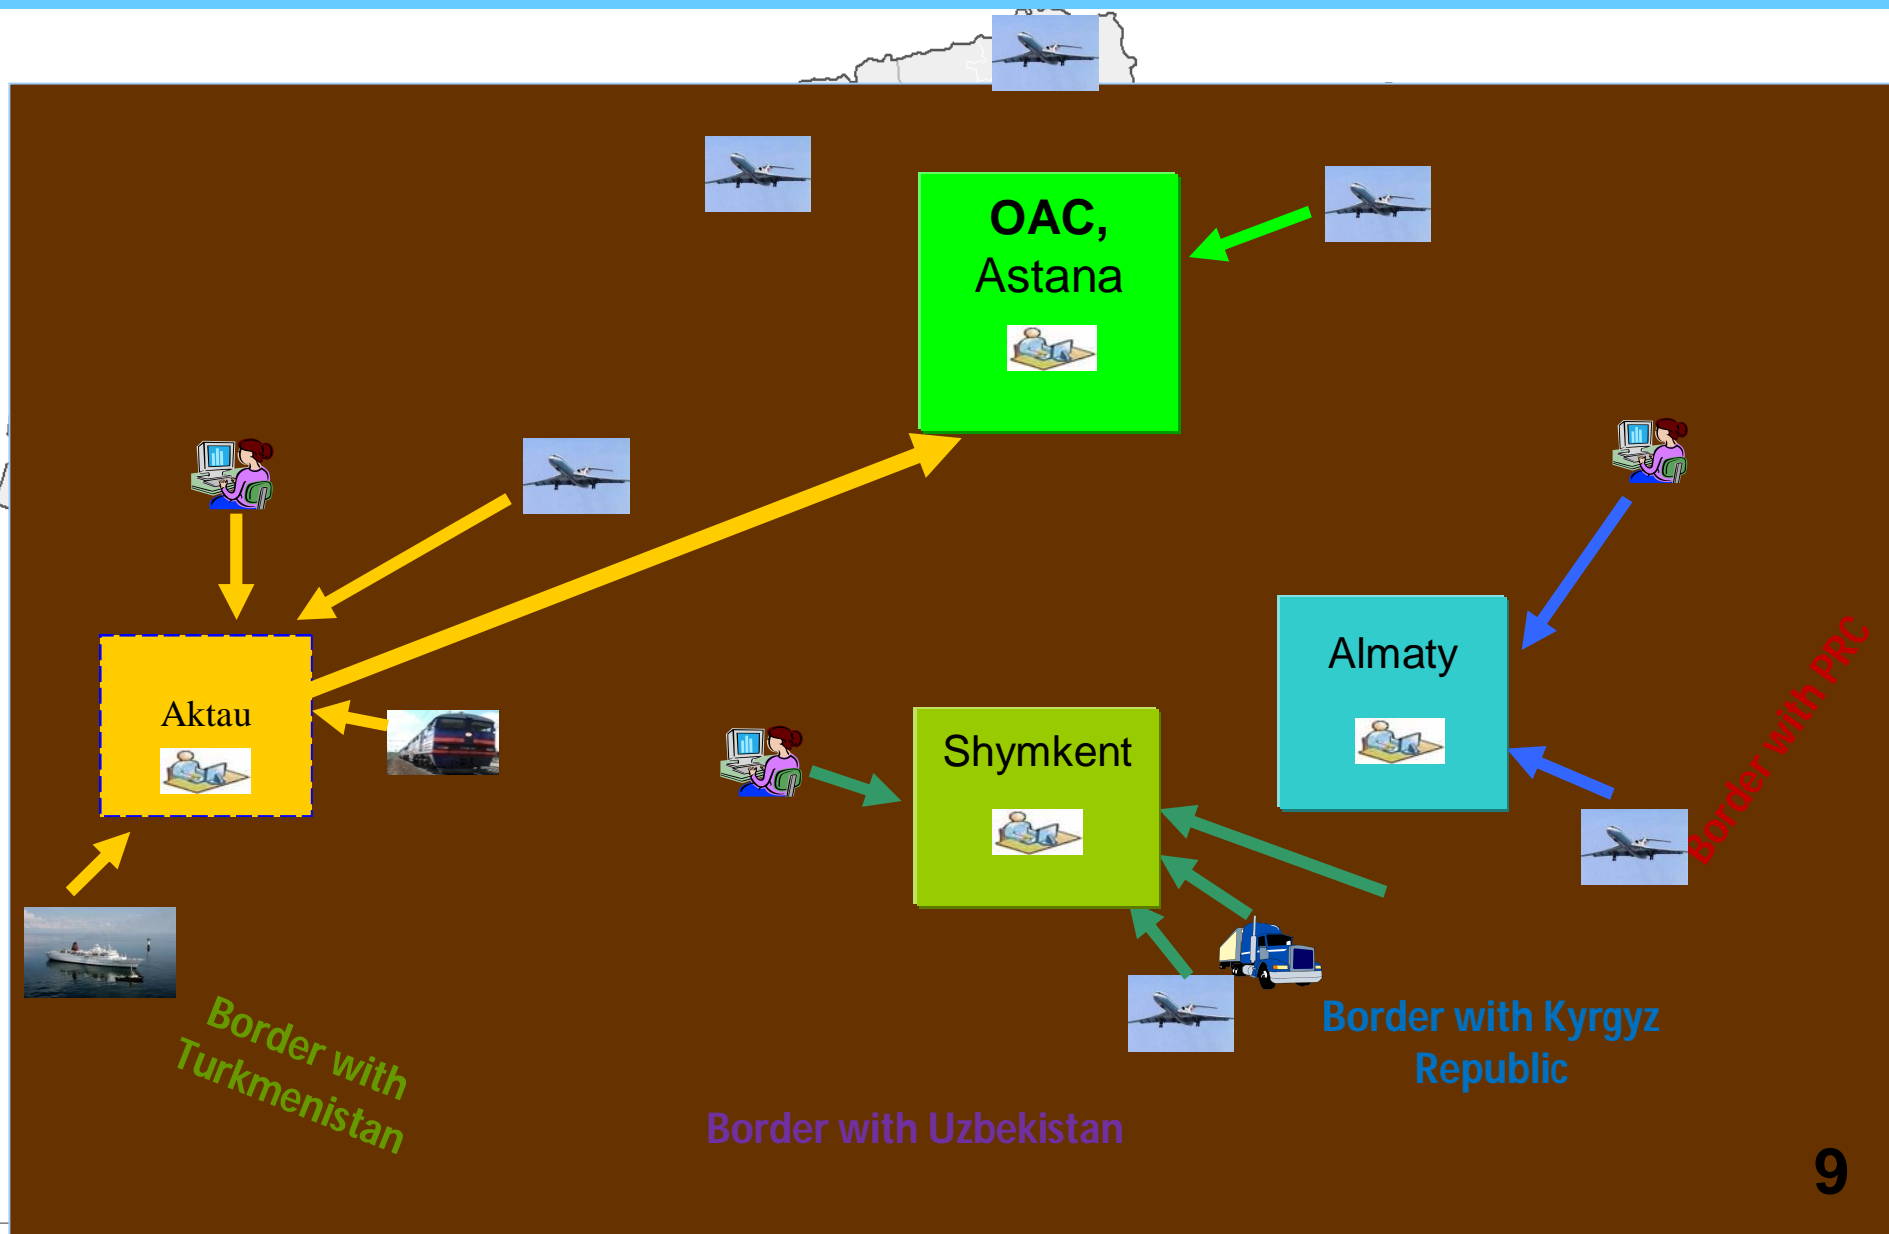 OAC,
Astana
Almaty
Aktau
Shymkent
Border with PRC
Border with
Turkmenistan
Border with Kyrgyz
Republic
Border with Uzbekistan
9